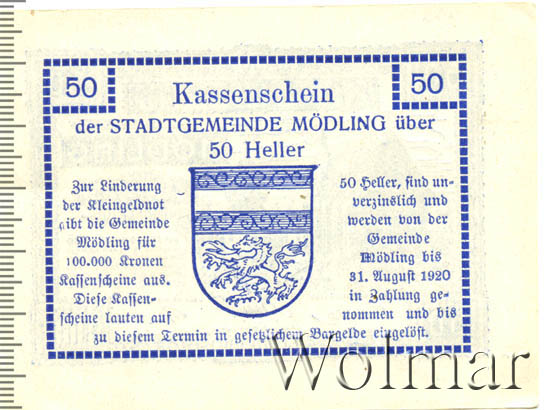 50
50
Kassenschein
der STADTGEMEINDE MÖDLING über
50 Heller
Zur Linderung
der Kleingeldnot
gibt die Gemeinde
Mödling für
100.000 Kronen
Kassenscheine aus.
Diese Kassen-
scheine lauten auf
50 Heller, sind un-
verzinslich und
werden von der
Gemeinde
Mödling bis
31. August 1920
in Zahlung ge-
nommen und bis
zu diesem Termin in gesetzlichem Bargelde eingelöst.
Wolmar